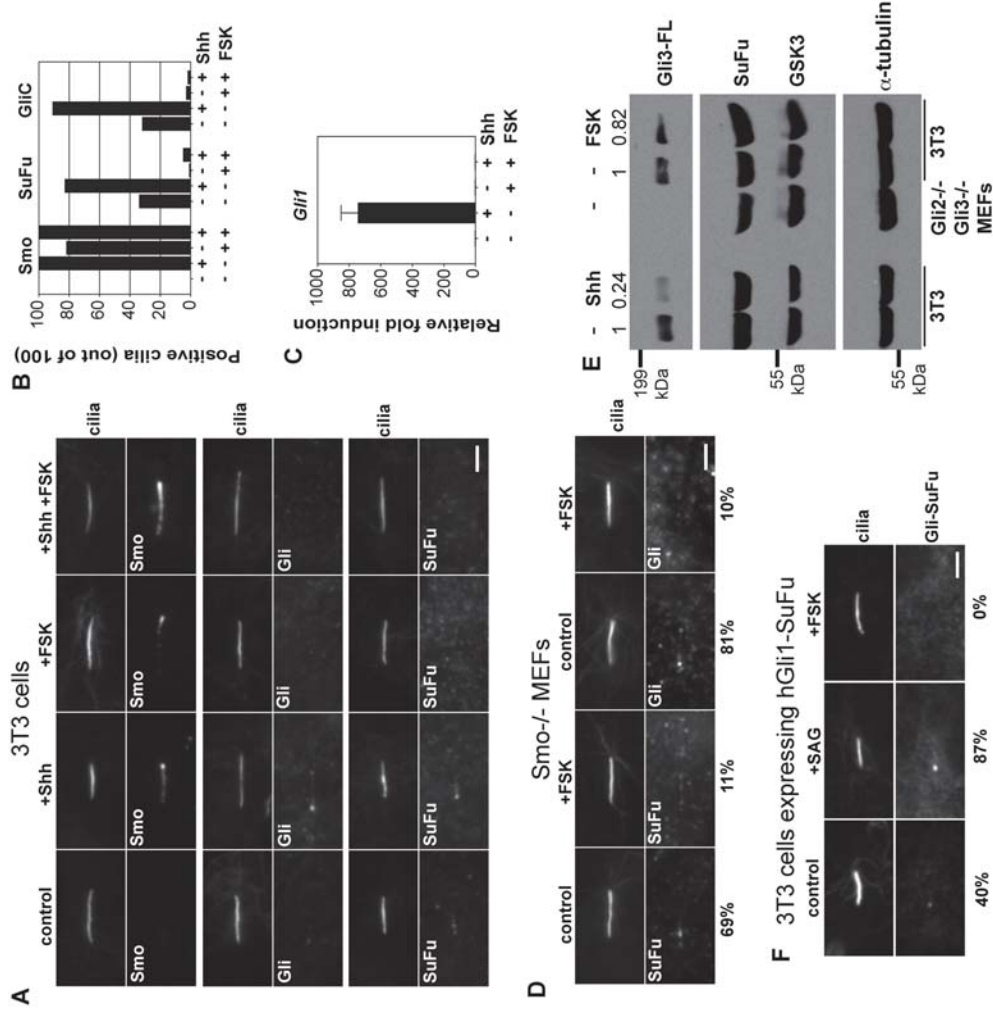 A
3T3 cells
control
+Shh
+FSK
+Shh +FSK
cilia
Smo
Smo
Smo
Smo
cilia
Gli
Gli
Gli
Gli
cilia
SuFu
SuFu
SuFu
SuFu
B
Positive cilia (out of 100)
100
80
60
40
20
0
Smo
SuFu
GliC
- + - + - + - + - + - + Shh
- - + + - - + + - - + + FSK
C
Gli1
Relative fold induction
1000
800
600
400
200
0
- + - + Shh
- - + + FSK
D
Smo-/- MEFs
control
+FSK
control
+FSK
cilia
SuFu
SuFu
Gli
Gli
69%
11%
81%
10%
E
- Shh - - FSK
1 0.24 1 0.82
199
kDa
Gli3-FL
SuFu
55
kDa
GSK3
55
kDa
α-tubulin
3T3
Gli2-/-
Gli3-/-
MEFs
3T3
F
3T3 cells expressing hGli1-SuFu
control
+SAG
+FSK
cilia
Gli-SuFu
40%
87%
0%